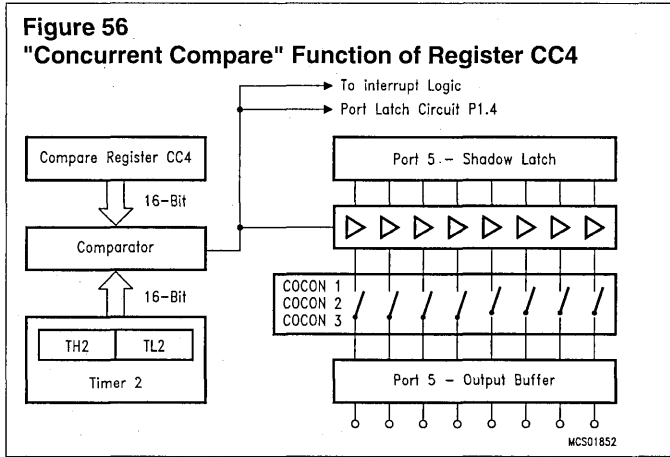 Figure 56
"Concurrent Compare" Function of Register CC4
To interrupt Logic
Port Latch Circuit P1.4
Compare Register CC4
16-Bit
Comparator
16-Bit
TH2 TL2
Timer 2
Port 5 - Shadow Latch
COCON 1
COCON 2
COCON 3
Port 5 - Output Buffer
MCS01852